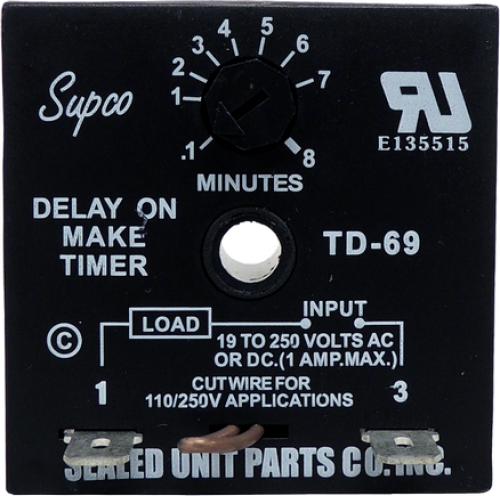 Supco
.1 1 2 3 4 5 6 7 8
MINUTES
E135515
DELAY ON
MAKE
TIMER
TD-69
©
LOAD
INPUT
19 TO 250 VOLTS AC
OR DC.(1 AMP.MAX.)
1
CUT WIRE FOR
110/250V APPLICATIONS
3
SEALED UNIT PARTS CO. INC.